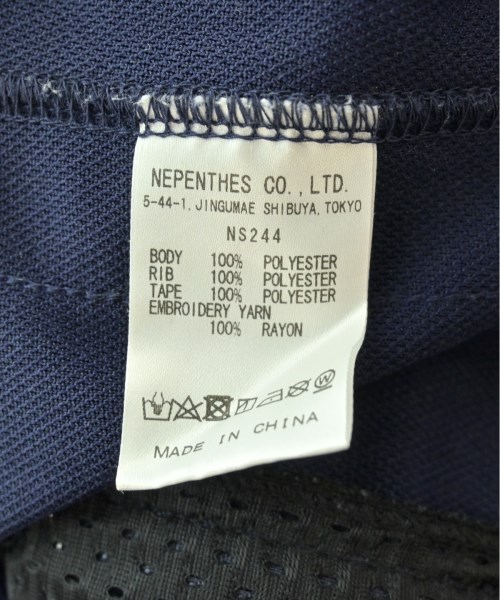 NEPENTHES CO.,LTD.
5-44-1, JINGUMAE SHIBUYA, TOKYO
NS244
BODY 100% POLYESTER
RIB 100% POLYESTER
TAPE 100% POLYESTER
EMBROIDERY YARN
100% RAYON
W
MADE IN CHINA